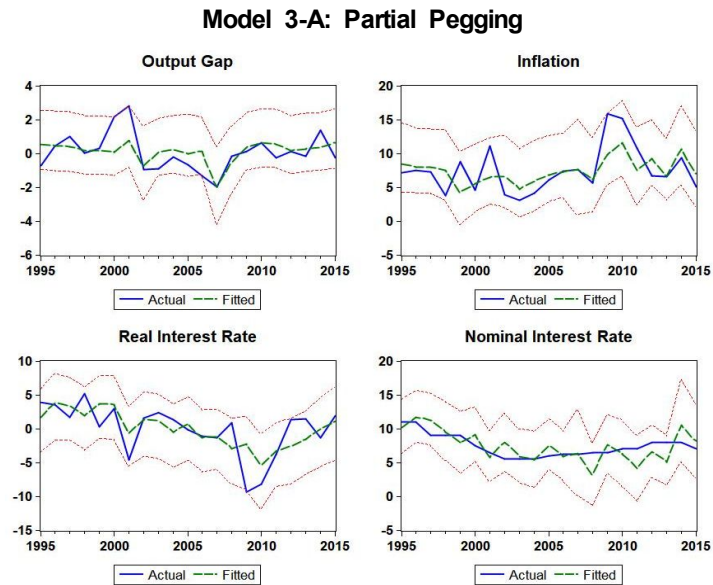 Model 3-A: Partial Pegging
Output Gap
4
2
0
-2
-4
-6
1995 2000 2005 2010 2015
Actual Fitted
Inflation
20
15
10
5
0
-5
1995 2000 2005 2010 2015
Actual Fitted
Real Interest Rate
10
5
0
-5
-10
-15
1995 2000 2005 2010 2015
Actual Fitted
Nominal Interest Rate
20
15
10
5
0
-5
1995 2000 2005 2010 2015
Actual Fitted